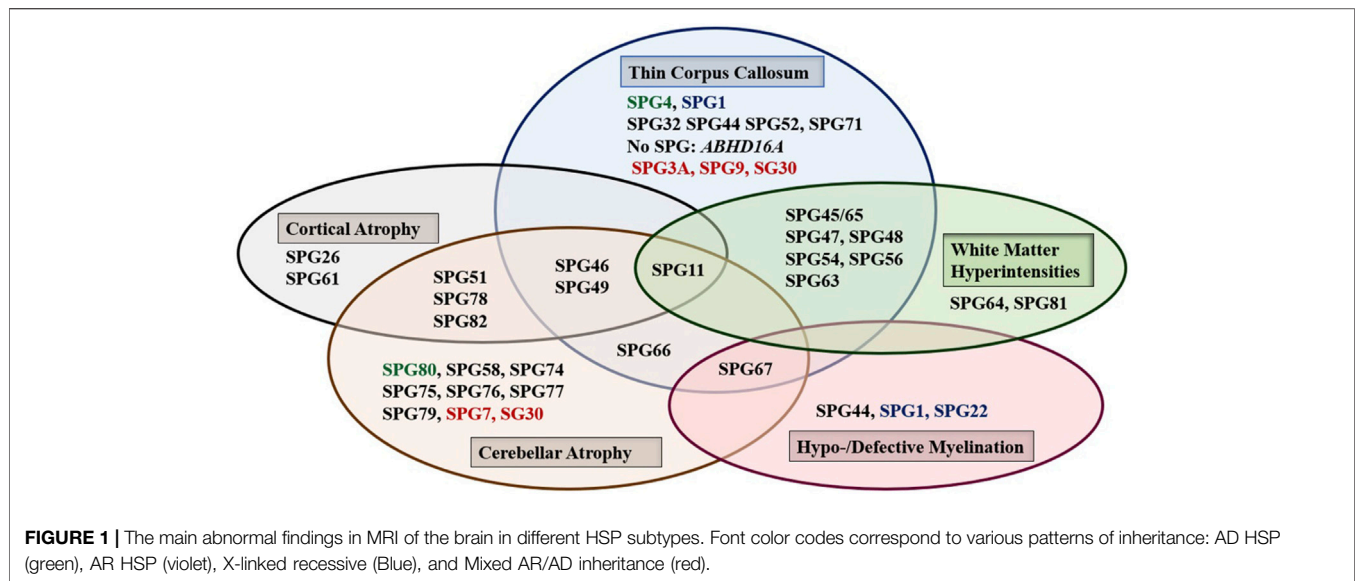 Thin Corpus Callosum
SPG4, SPG1
SPG32 SPG44 SPG52, SPG71
No SPG: ABHD16A
SPG3A, SPG9, SG30
Cortical Atrophy
SPG26
SPG61
SPG51
SPG78
SPG82
SPG46
SPG49
SPG11
SPG45/65
SPG47, SPG48
SPG54, SPG56
SPG63
White Matter
Hyperintensities
SPG64, SPG81
SPG66
SPG67
SPG80, SPG58, SPG74
SPG75, SPG76, SPG77
SPG79, SPG7, SG30
Cerebellar Atrophy
SPG44, SPG1, SPG22
Hypo-/Defective Myelination
FIGURE 1 | The main abnormal findings in MRI of the brain in different HSP subtypes. Font color codes correspond to various patterns of inheritance: AD HSP
(green), AR HSP (violet), X-linked recessive (Blue), and Mixed AR/AD inheritance (red).